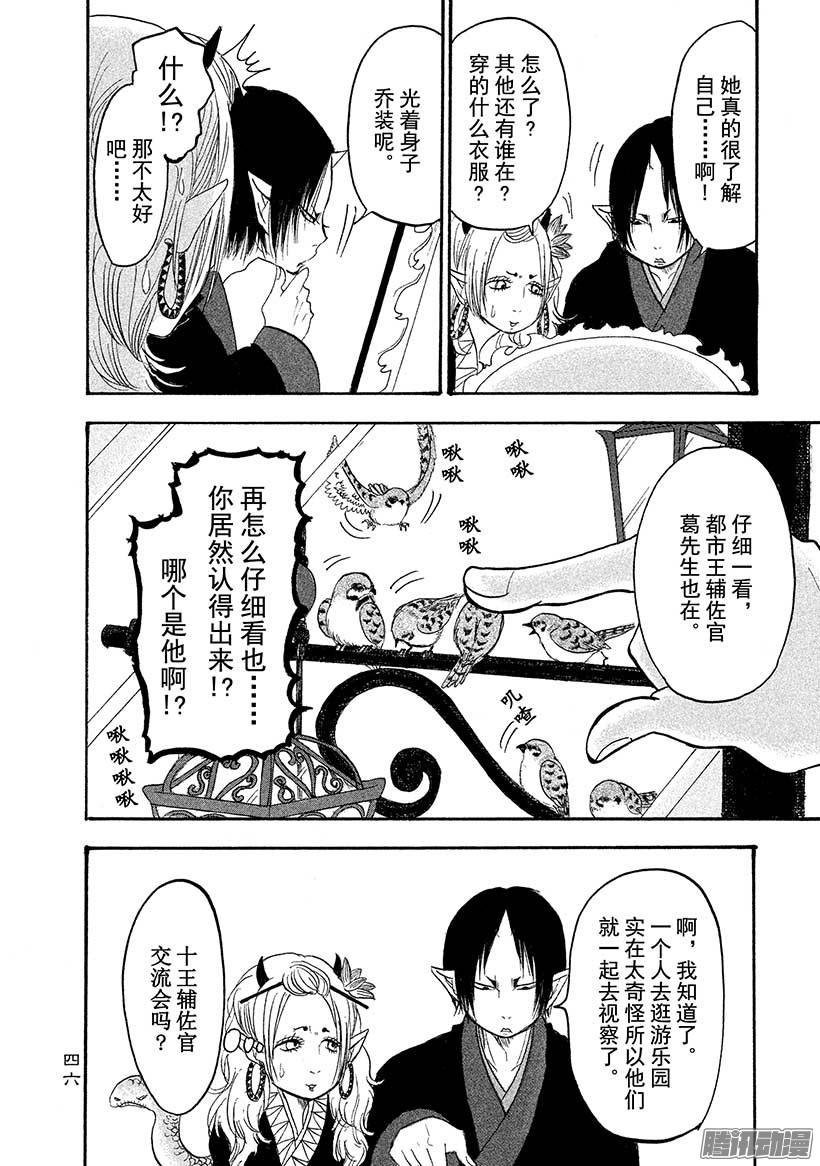 她真的很了解
自己……啊！
怎么了？
其他还有谁在？
穿的什么衣服？
光着身子
乔装呢。
什么!?
那不太好
吧……
仔细一看，
都市王辅佐官
葛先生也在。
啾啾
啾啾
啾啾
叽喳
再怎么仔细看也……
你居然认得出来!?
哪个是他啊!?
啾啾啾啾
啊，我知道了。
一个人去逛游乐园
实在太奇怪所以他们
就一起去视察了。
十王辅佐官
交流会吗？
四六
腾讯动漫